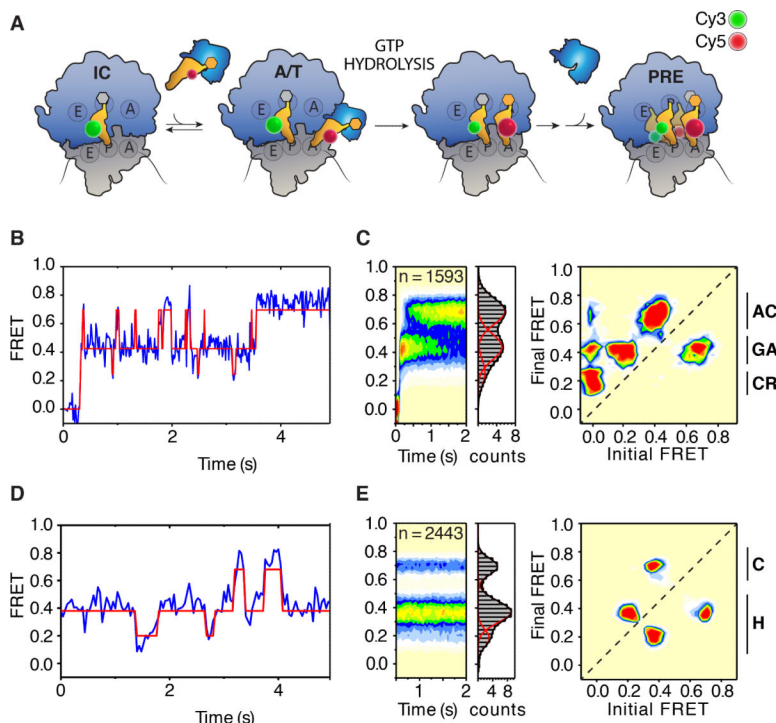 A
Cy3
Cy5
IC
A/T
GTP
HYDROLYSIS
PRE
E
A
E
P
A
E
A
E
P
A
E
A
E
P
A
E
A
E
P
A
B
1.0
0.8
0.6
0.4
0.2
0.0
FRET
0
2
4
Time (s)
C
n = 1593
1.0
0.8
0.6
0.4
0.2
0.0
0
1
2
Time (s)
4
8
counts
1.0
0.8
0.6
0.4
0.2
0.0
Final FRET
0.0
0.2
0.4
0.6
0.8
Initial FRET
AC
GA
CR
D
1.0
0.8
0.6
0.4
0.2
0.0
FRET
0
2
4
Time (s)
E
n = 2443
1.0
0.8
0.6
0.4
0.2
0.0
1
2
Time (s)
4
8
counts
1.0
0.8
0.6
0.4
0.2
0.0
Final FRET
0.0
0.2
0.4
0.6
0.8
Initial FRET
C
H